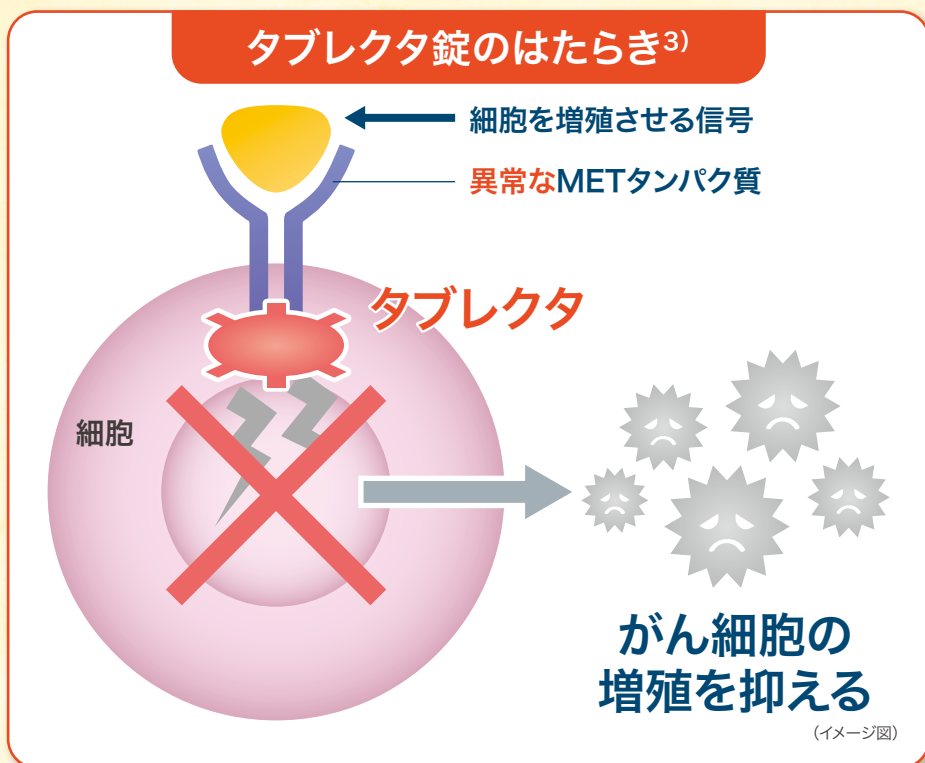 タブレクタ錠のはたらき3)
細胞を増殖させる信号
異常なMETタンパク質
タブレクタ
細胞
がん細胞の
増殖を抑える
(イメージ図)